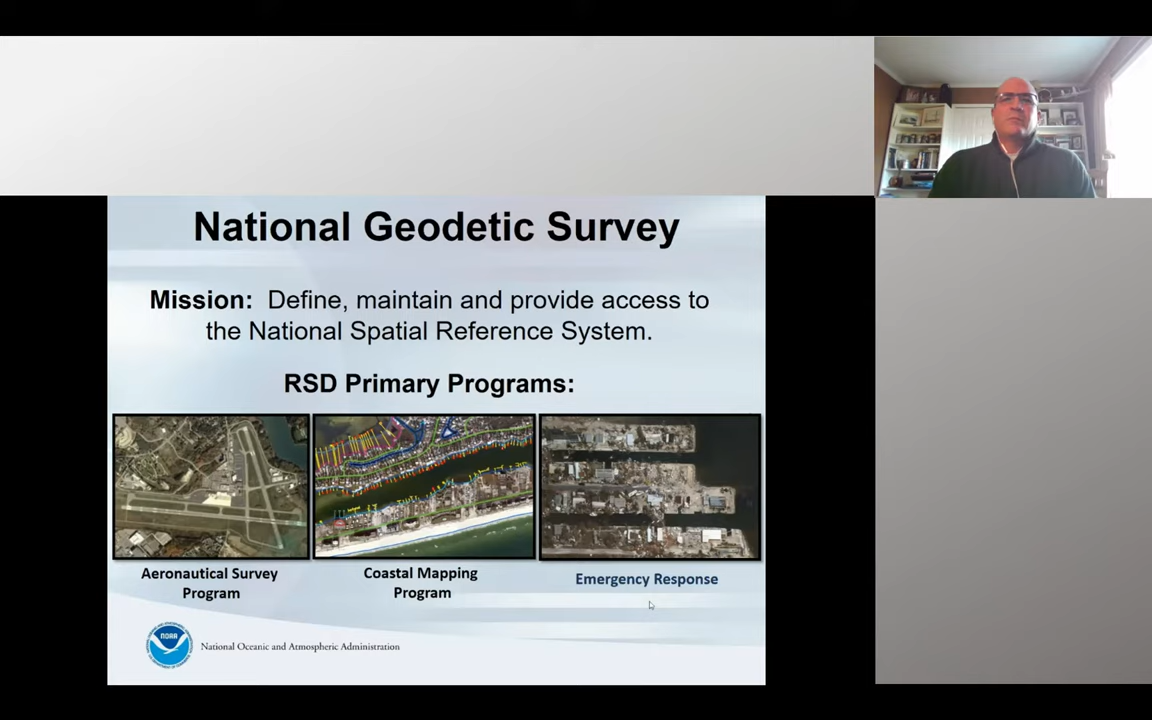 National Geodetic Survey
Mission: Define, maintain and provide access to
the National Spatial Reference System.
RSD Primary Programs:
Aeronautical Survey
Program
Coastal Mapping
Program
Emergency Response
NOAA
National Oceanic and Atmospheric Administration